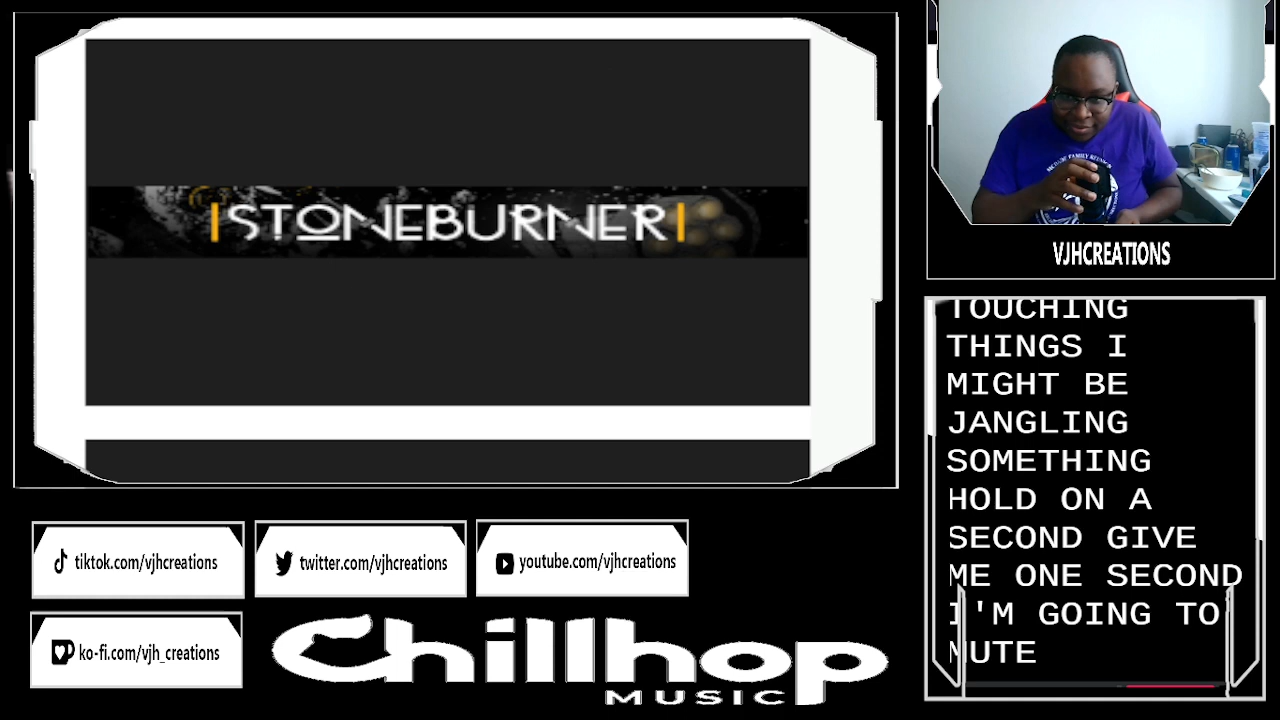 |STONEBURNER|
VJHCREATIONS
TOUCHING
THINGS I
MIGHT BE
JANGLING
SOMETHING
HOLD ON A
SECOND GIVE
ME ONE SECOND
I'M GOING TO
MUTE
tiktok.com/vjhcreations
twitter.com/vjhcreations
youtube.com/vjhcreations
ko-fi.com/vjh_creations
Chillhop
MUSIC